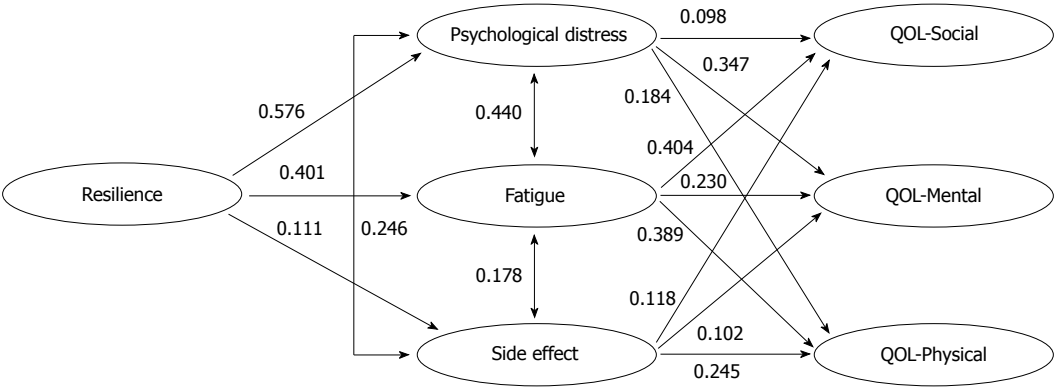 Psychological distress
0.098
QOL-Social
0.347
0.576
0.440
0.184
0.404
Resilience
0.401
Fatigue
0.230
QOL-Mental
0.111
0.246
0.389
0.178
0.118
0.102
Side effect
0.245
QOL-Physical